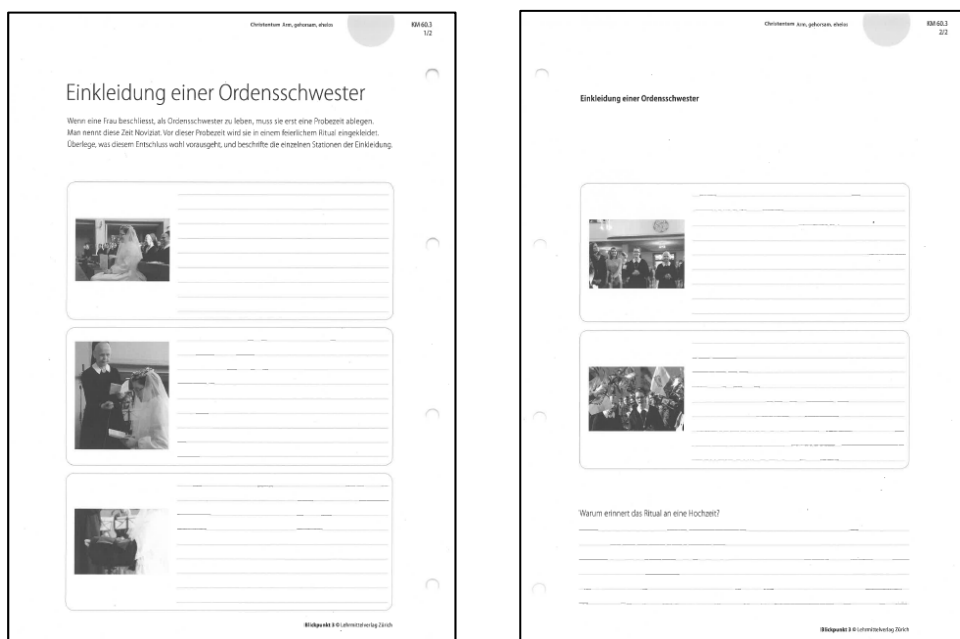 Christentum Arm, gehorsam, ehelos
KM 60.3
1/2
Einkleidung einer Ordensschwester
Wenn eine Frau beschliesst, als Ordensschwester zu leben, muss sie erst eine Probezeit ablegen.
Man nennt diese Zeit Noviziat. Vor dieser Probezeit wird sie in einem feierlichem Ritual eingekleidet.
Überlege, was diesem Entschluss wohl vorausgeht, und beschrifte die einzelnen Stationen der Einkleidung.
Blickpunkt 3 © Lehrmittelverlag Zürich
Christentum Arm, gehorsam, ehelos
KM 60.3
2/2
Einkleidung einer Ordensschwester
Warum erinnert das Ritual an eine Hochzeit?
Blickpunkt 3 © Lehrmittelverlag Zürich